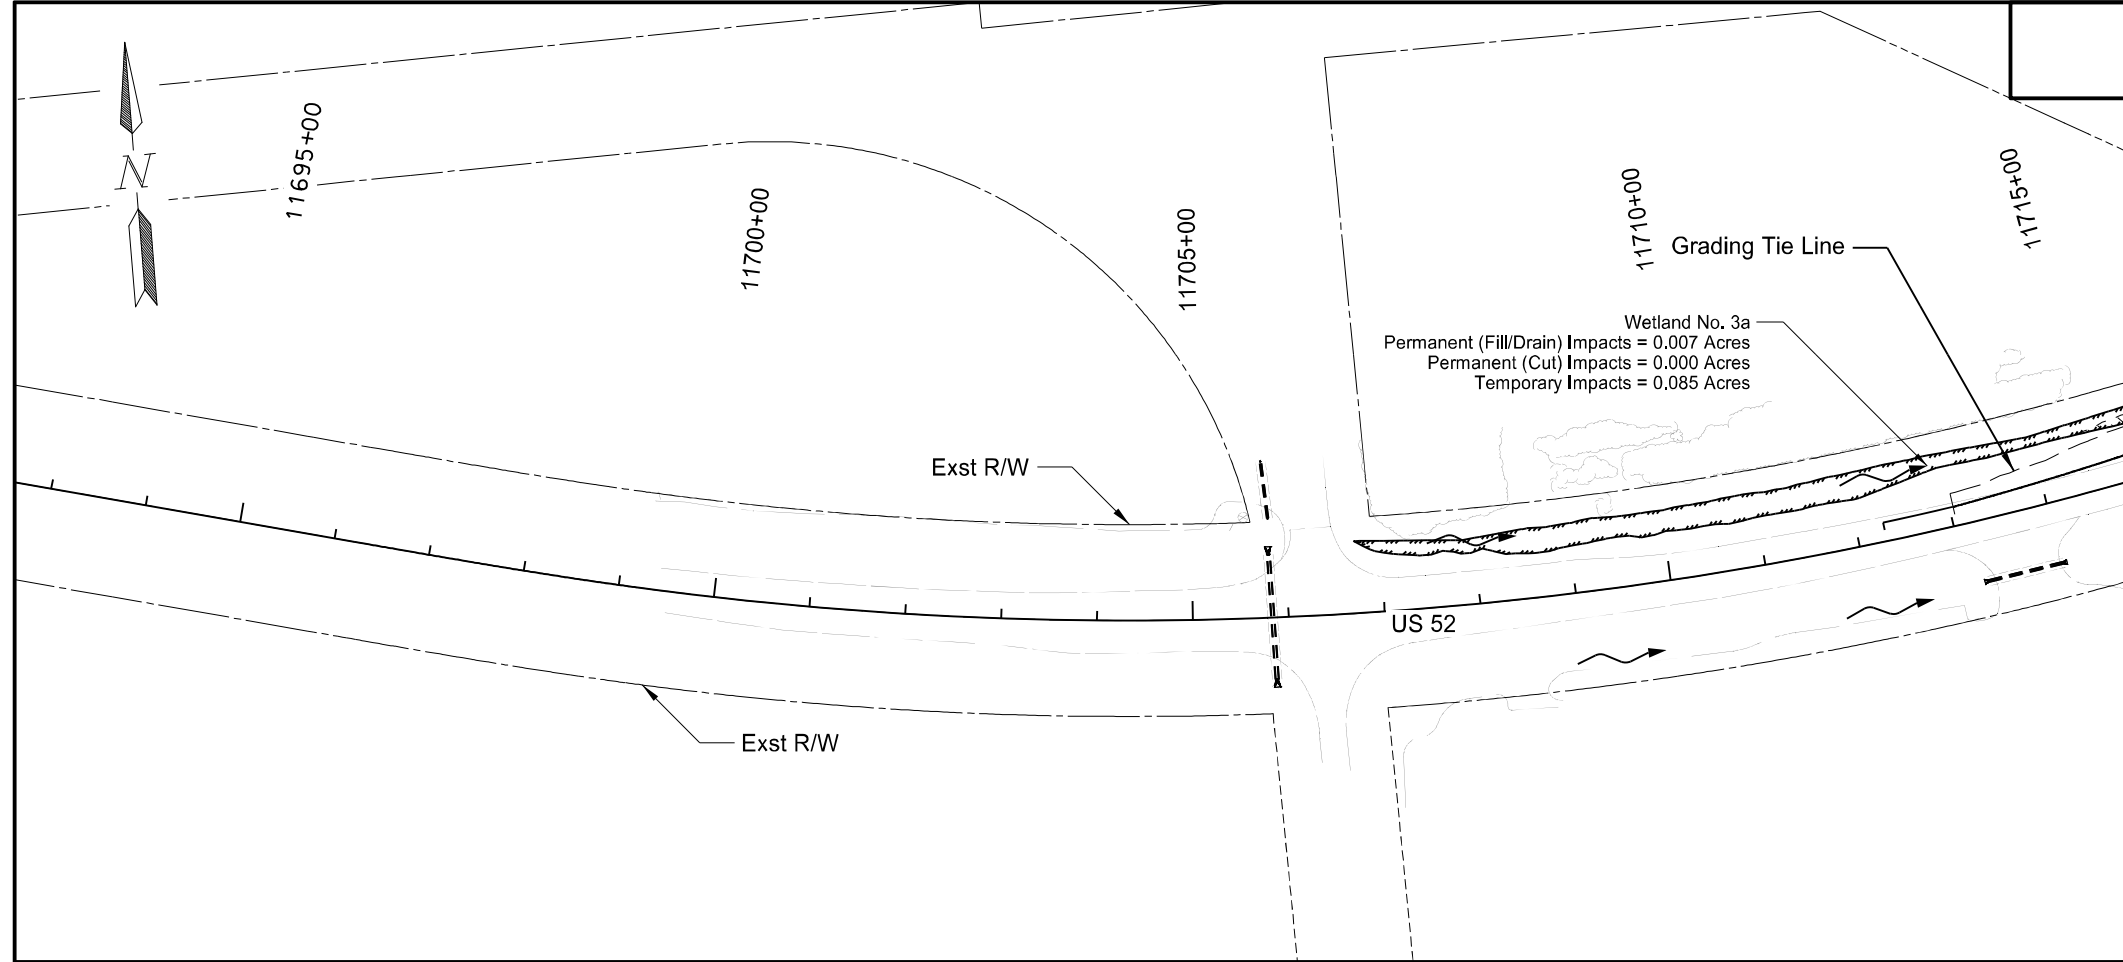 N
11695+00
11700+00
11705+00
11710+00
11715+00
Grading Tie Line
Wetland No. 3a
Permanent (Fill/Drain) Impacts = 0.007 Acres
Permanent (Cut) Impacts = 0.000 Acres
Temporary Impacts = 0.085 Acres
Exst R/W
US 52
Exst R/W